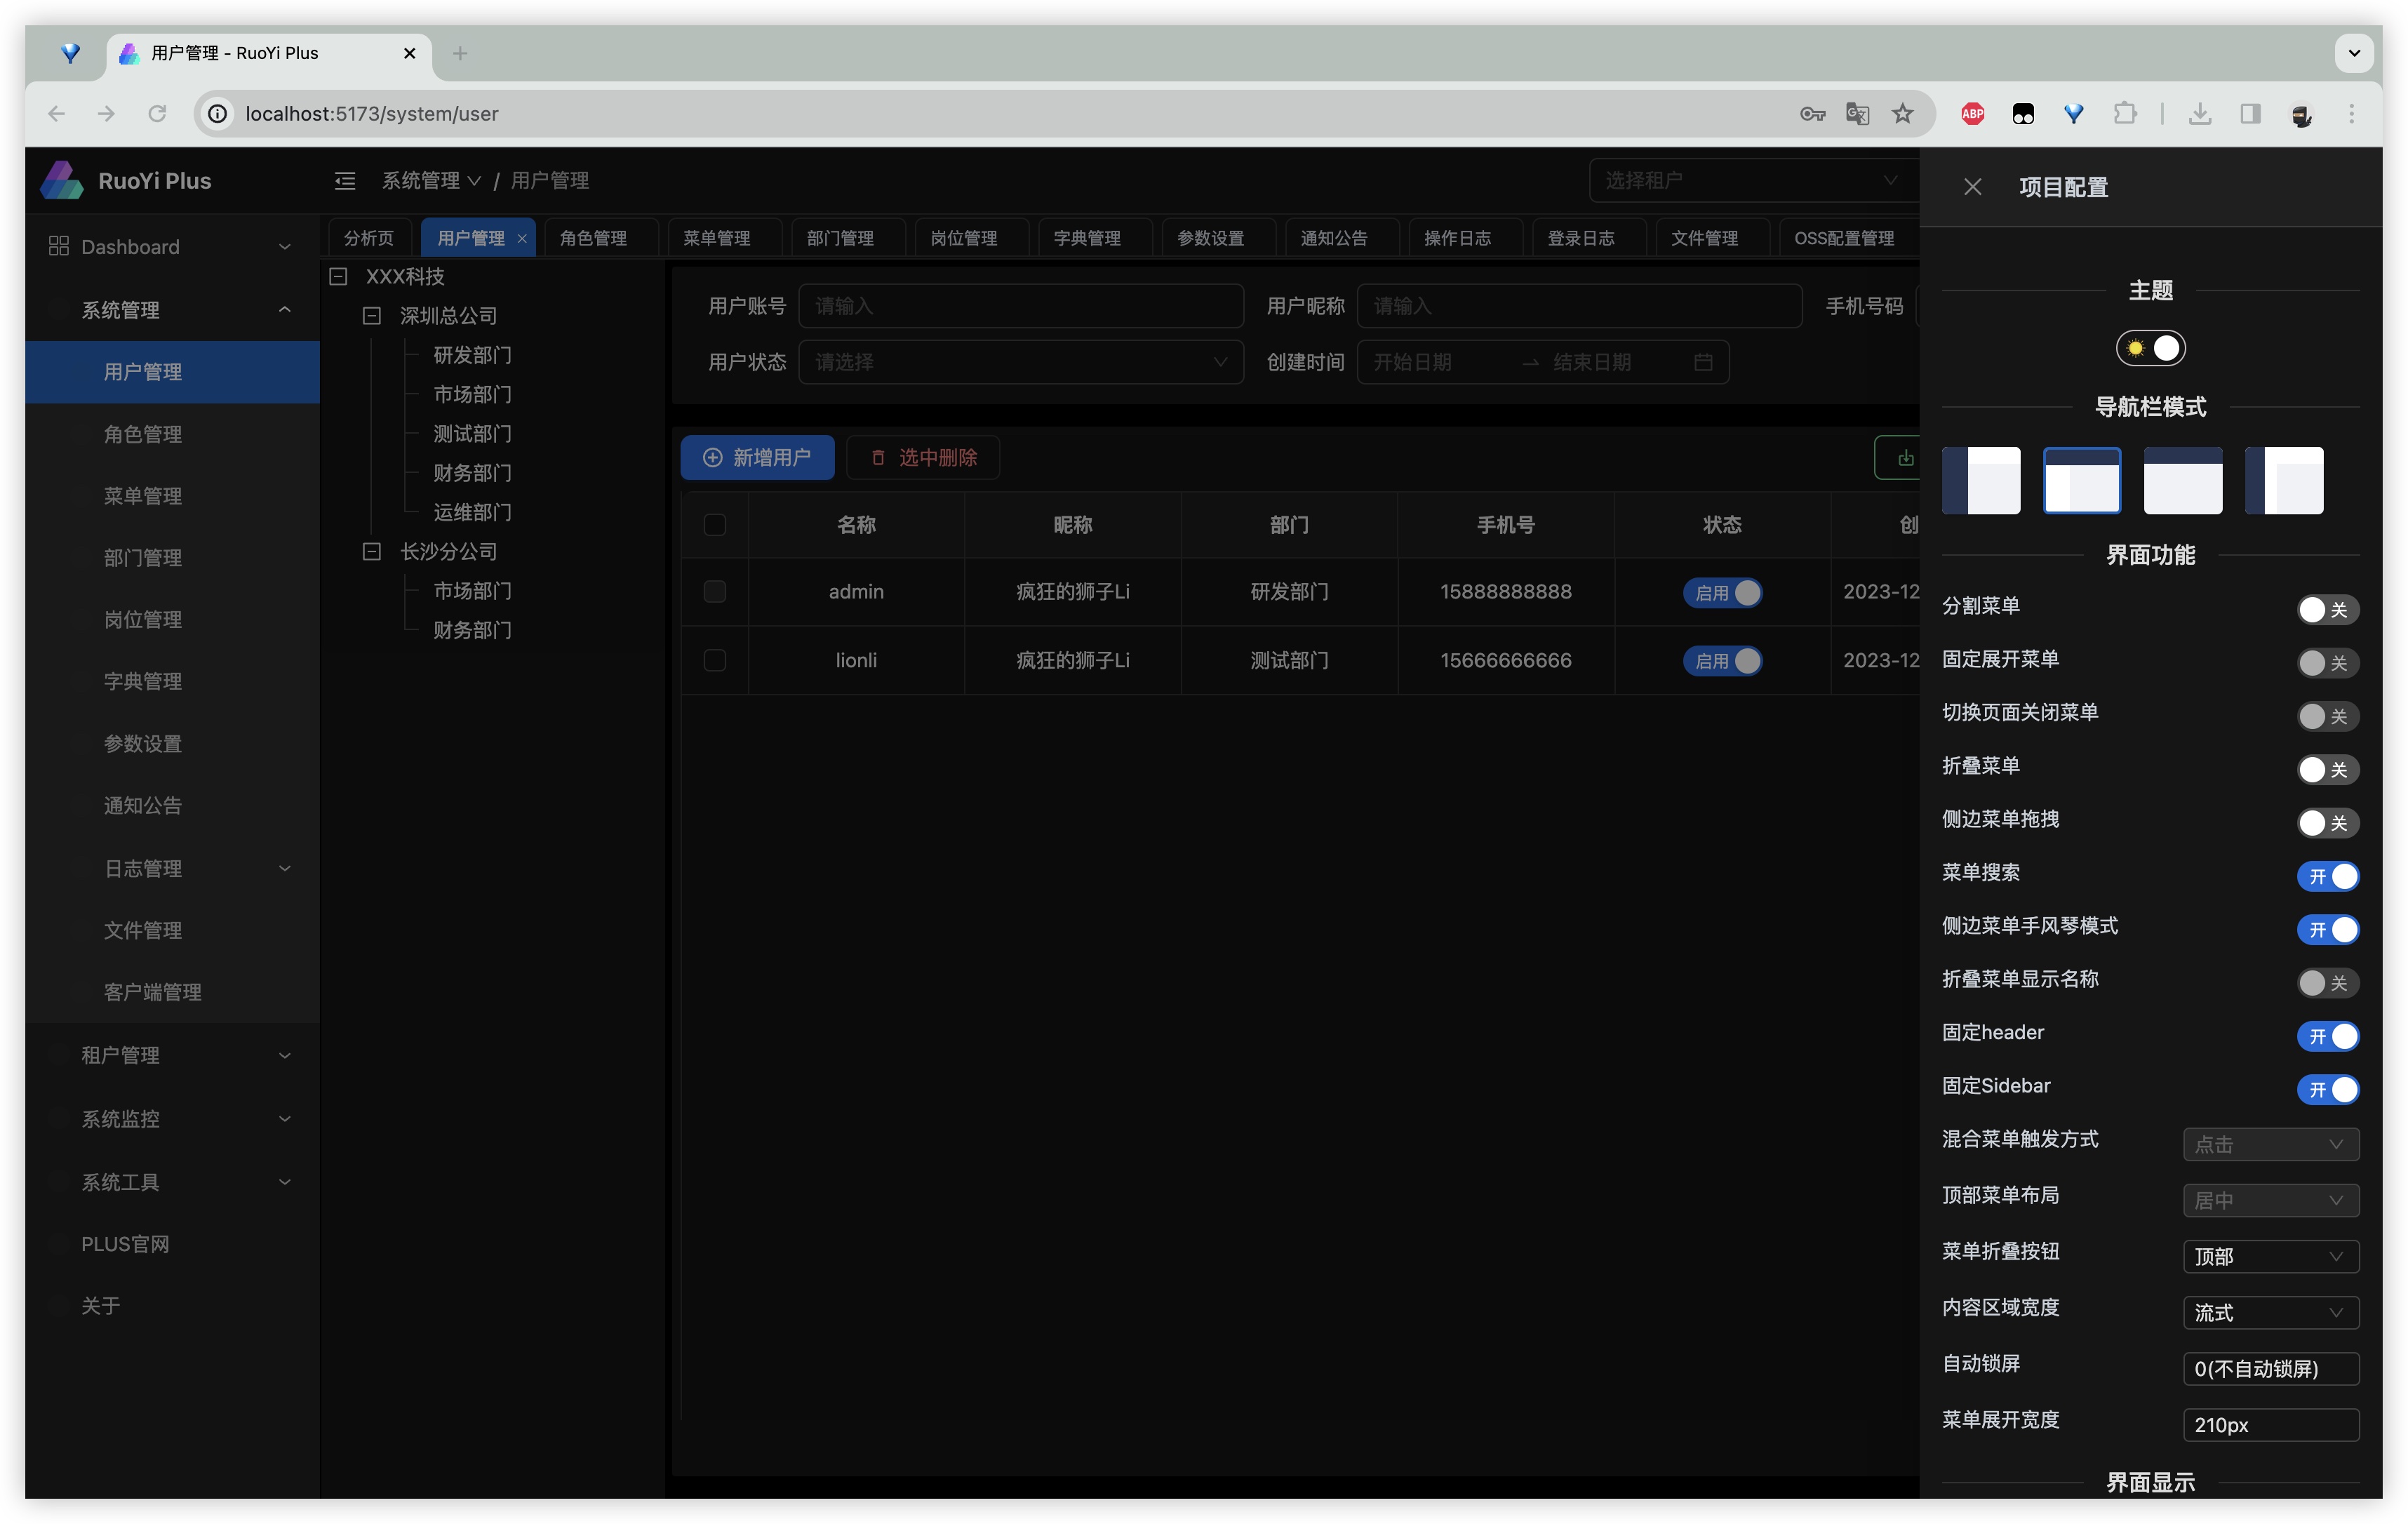 用户管理 - RuoYi Plus
localhost:5173/system/user
ABP
RuoYi Plus
系统管理 / 用户管理
选择租户
分析页 用户管理 角色管理 菜单管理 部门管理 岗位管理 字典管理 参数设置 通知公告 操作日志 登录日志 文件管理 OSS配置管理
Dashboard
系统管理
用户管理
角色管理
菜单管理
部门管理
岗位管理
字典管理
参数设置
通知公告
日志管理
文件管理
客户端管理
租户管理
系统监控
系统工具
PLUS官网
关于
XXX科技
深圳总公司
研发部门
市场部门
测试部门
财务部门
运维部门
长沙分公司
市场部门
财务部门
用户账号 请输入 用户昵称 请输入 手机号码
用户状态 请选择 创建时间 开始日期 结束日期
新增用户 选中删除
名称 昵称 部门 手机号 状态 创
admin 疯狂的狮子Li 研发部门 15888888888 启用 2023-12
lionli 疯狂的狮子Li 测试部门 15666666666 启用 2023-12
项目配置
主题
导航栏模式
界面功能
分割菜单 关
固定展开菜单 关
切换页面关闭菜单 关
折叠菜单 关
侧边菜单拖拽 关
菜单搜索 开
侧边菜单手风琴模式 开
折叠菜单显示名称 关
固定header 开
固定Sidebar 开
混合菜单触发方式 点击
顶部菜单布局 居中
菜单折叠按钮 顶部
内容区域宽度 流式
自动锁屏 0(不自动锁屏)
菜单展开宽度 210px
界面显示